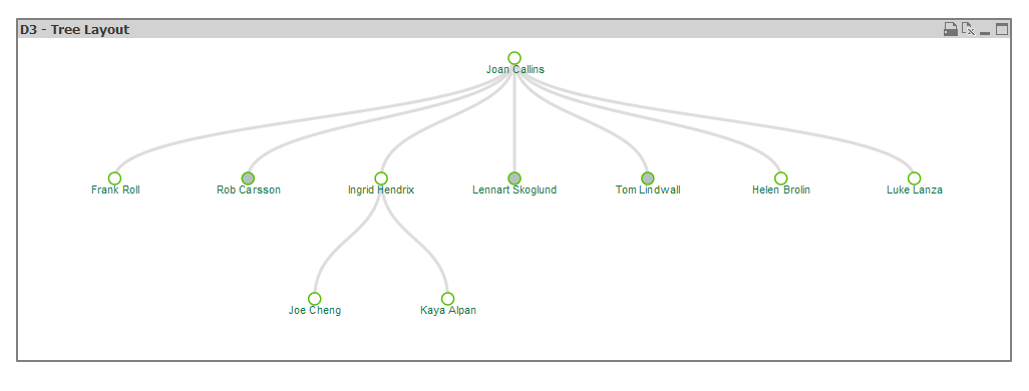 D3 - Tree Layout
Joan Callins
Frank Roll
Rob Carsson
Ingrid Hendrix
Lennart Skoglund
Tom Lindwall
Helen Brolin
Luke Lanza
Joe Cheng
Kaya Alpan